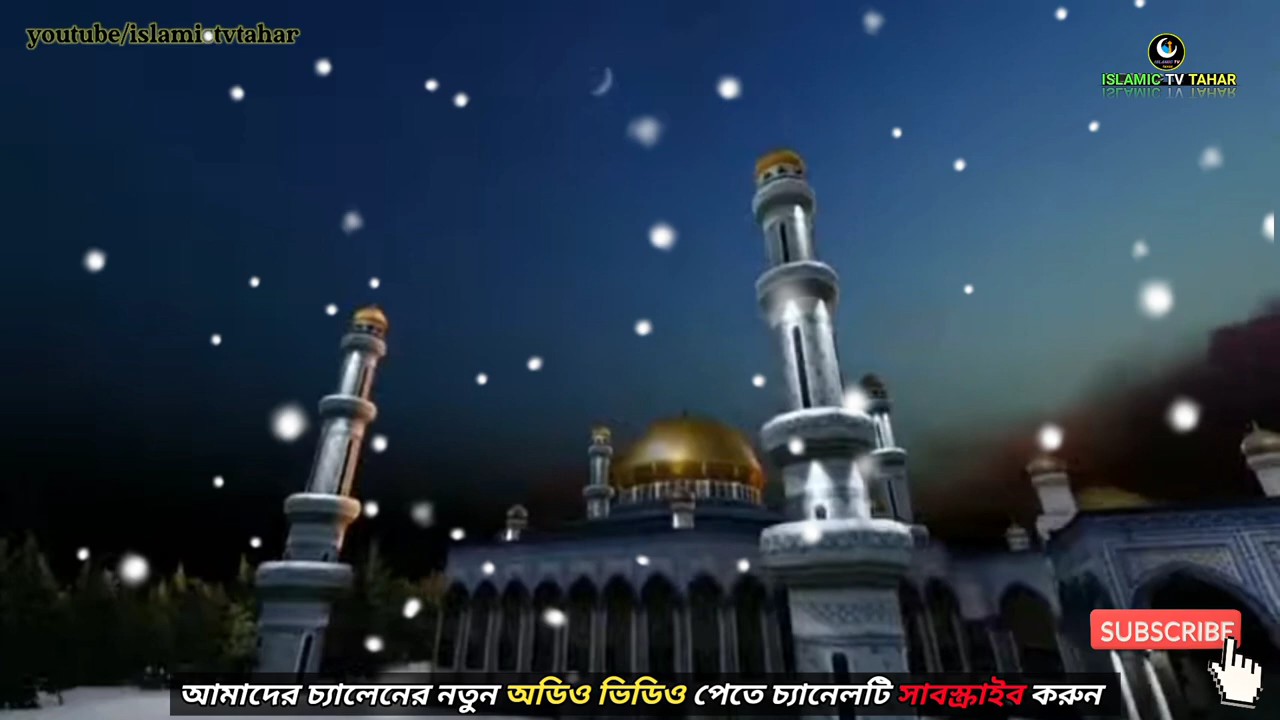 youtube/islamictvtahar
ISLAMIC TV TAHAR
SUBSCRIBE
আমাদের চ্যালেনের নতুন অডিও ভিডিও পেতে চ্যানেলটি সাবস্ক্রাইব করুন